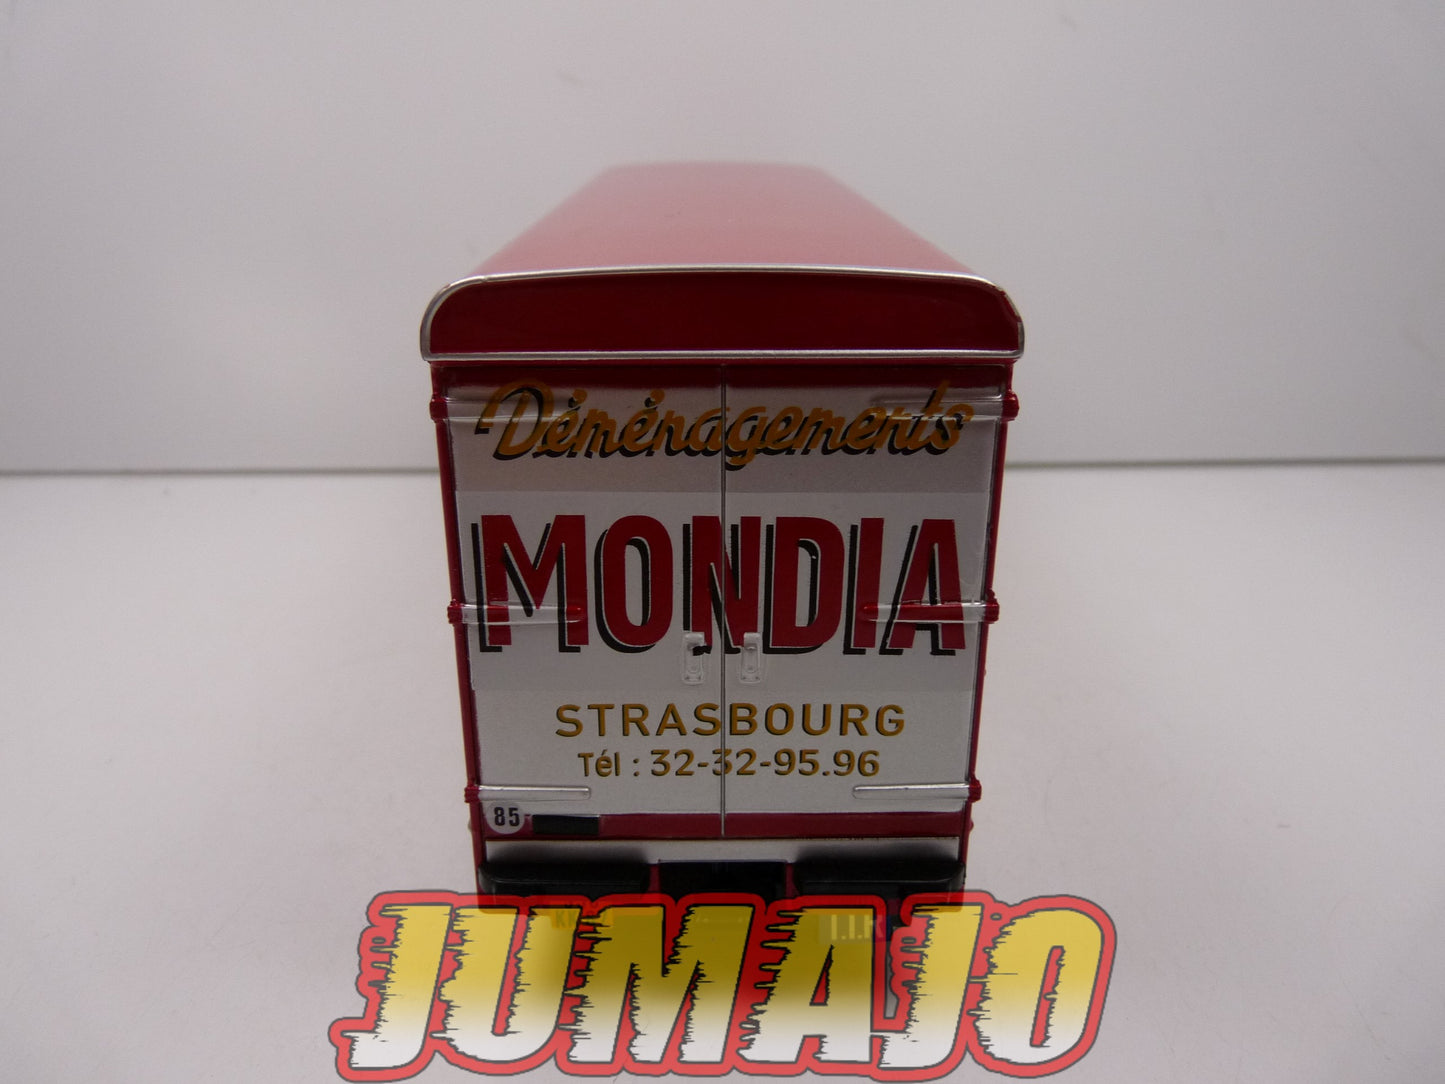 Déménagements
MONDIA
STRASBOURG
Tél : 32-32-95.96
85
JUMAJO